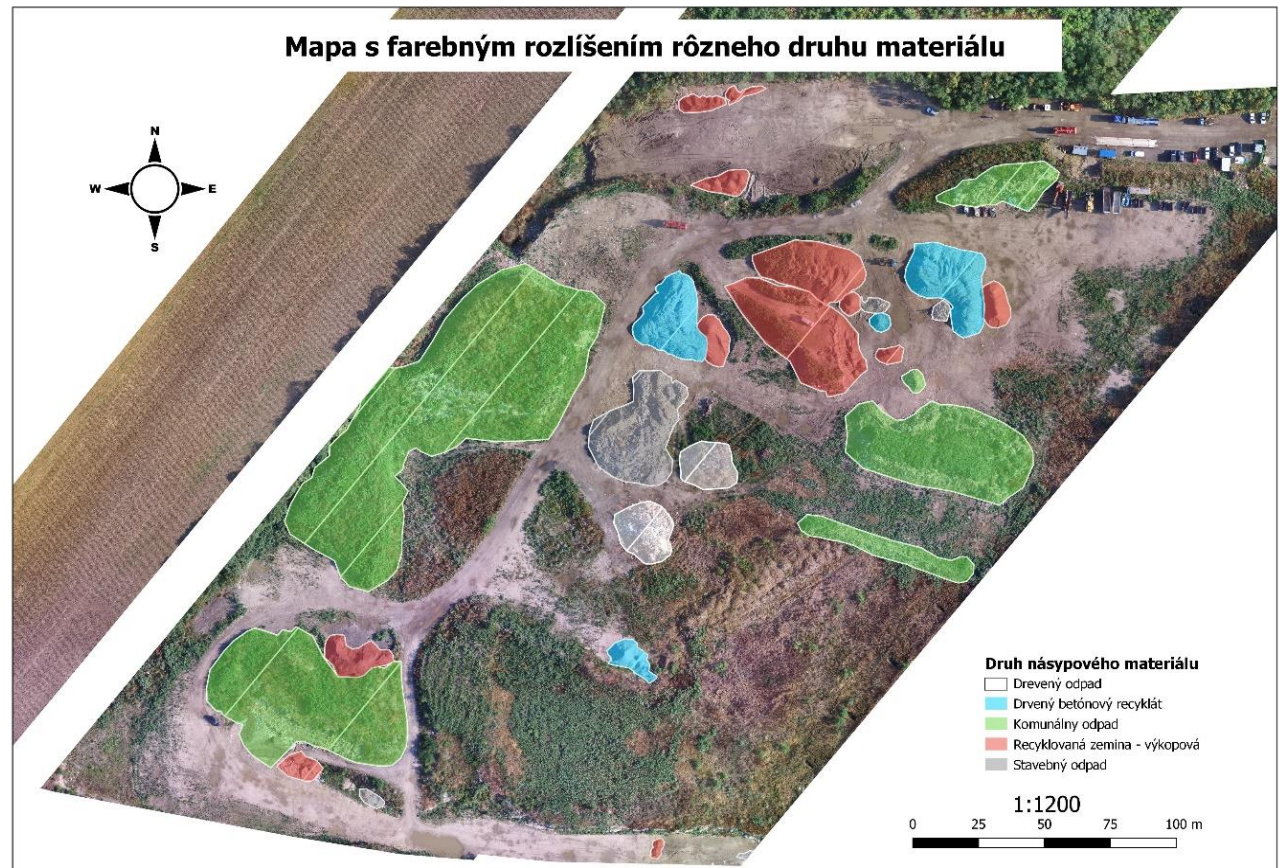 Mapa s farebným rozlíšením rôzneho druhu materiálu
N
W E
S
Druh násypového materiálu
Drevený odpad
Drvený betónový recyklát
Komunálny odpad
Recyklovaná zemina - výkopová
Stavebný odpad
1:1200
0 25 50 75 100 m